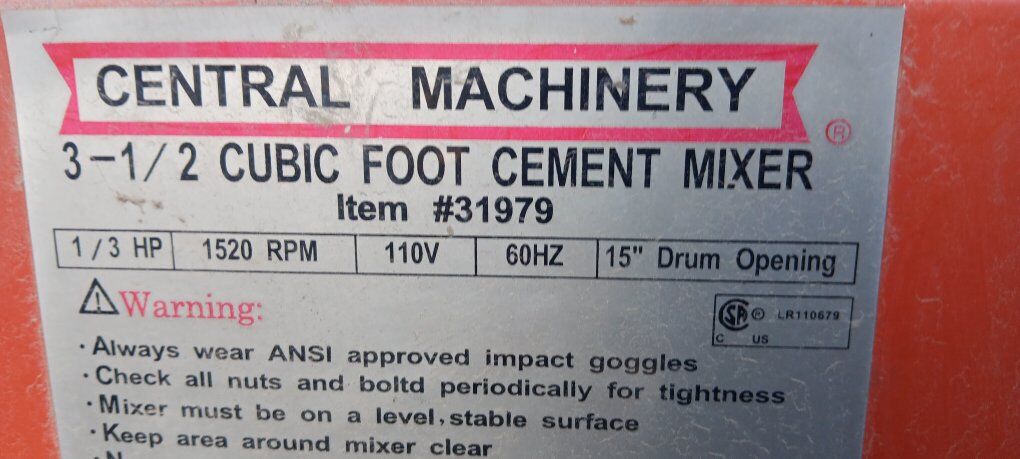 CENTRAL MACHINERY
®
3-1/2 CUBIC FOOT CEMENT MIXER
Item #31979
1/3 HP 1520 RPM 110V 60HZ 15" Drum Opening
Warning:
SA ® LR110679
C US
·Always wear ANSI approved impact goggles
·Check all nuts and boltd periodically for tightness
·Mixer must be on a level,stable surface
·Keep area around mixer clear